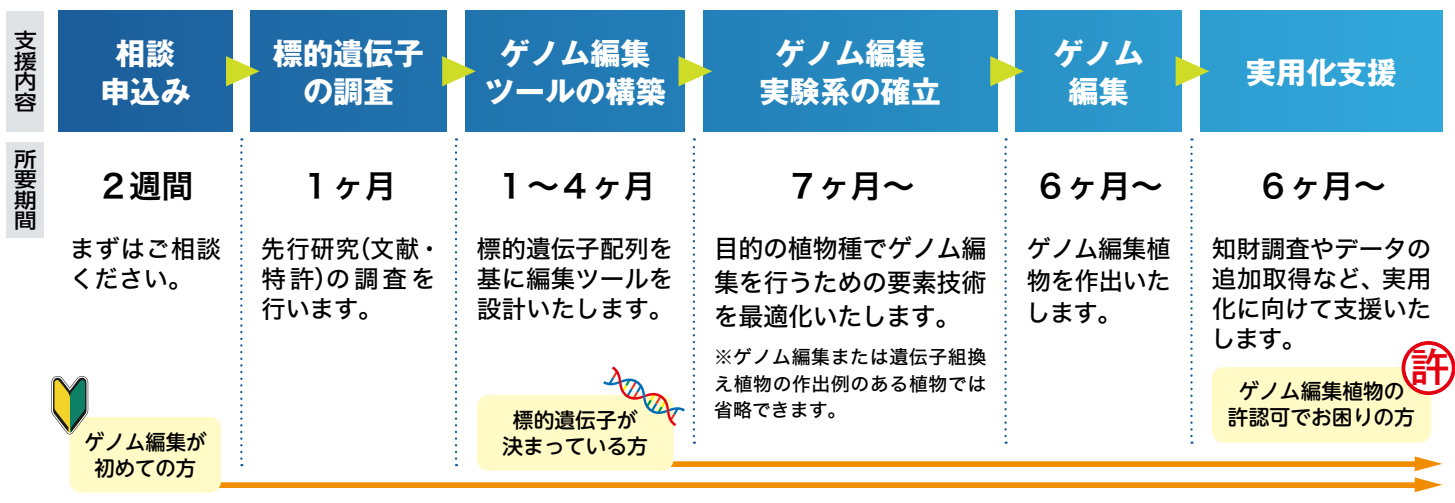 支援内容
相談
申込み
標的遺伝子
の調査
ゲノム編集
ツールの構築
ゲノム編集
実験系の確立
ゲノム
編集
実用化支援
所要期間
2週間
まずはご相談
ください。
1ヶ月
先行研究(文献・
特許)の調査を
行います。
1〜4ヶ月
標的遺伝子配列を
基に編集ツールを
設計いたします。
7ヶ月〜
目的の植物種でゲノム編
集を行うための要素技術
を最適化いたします。
※ゲノム編集または遺伝子組換
え植物の作出例のある植物では
省略できます。
6ヶ月〜
ゲノム編集植
物を作出いた
します。
6ヶ月〜
知財調査やデータの
追加取得など、実用
化に向けて支援いた
します。
ゲノム編集が
初めての方
標的遺伝子が
決まっている方
許
ゲノム編集植物の
許認可でお困りの方